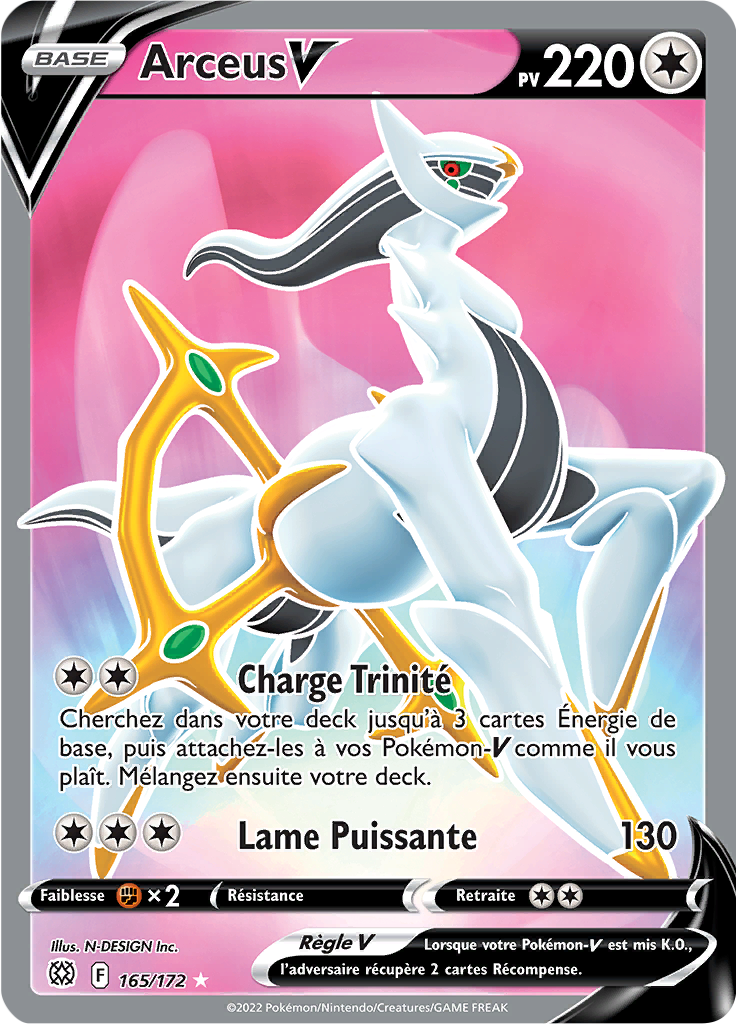 BASE
Arceus V
PV 220
Charge Trinité
Cherchez dans votre deck jusqu'à 3 cartes Énergie de
base, puis attachez-les à vos Pokémon-V comme il vous
plaît. Mélangez ensuite votre deck.
Lame Puissante 130
Faiblesse ×2 Résistance Retraite
Illus. N-DESIGN Inc.
F 165/172
Règle V Lorsque votre Pokémon-V est mis K.O.,
l'adversaire récupère 2 cartes Récompense.
©2022 Pokémon/Nintendo/Creatures/GAME FREAK